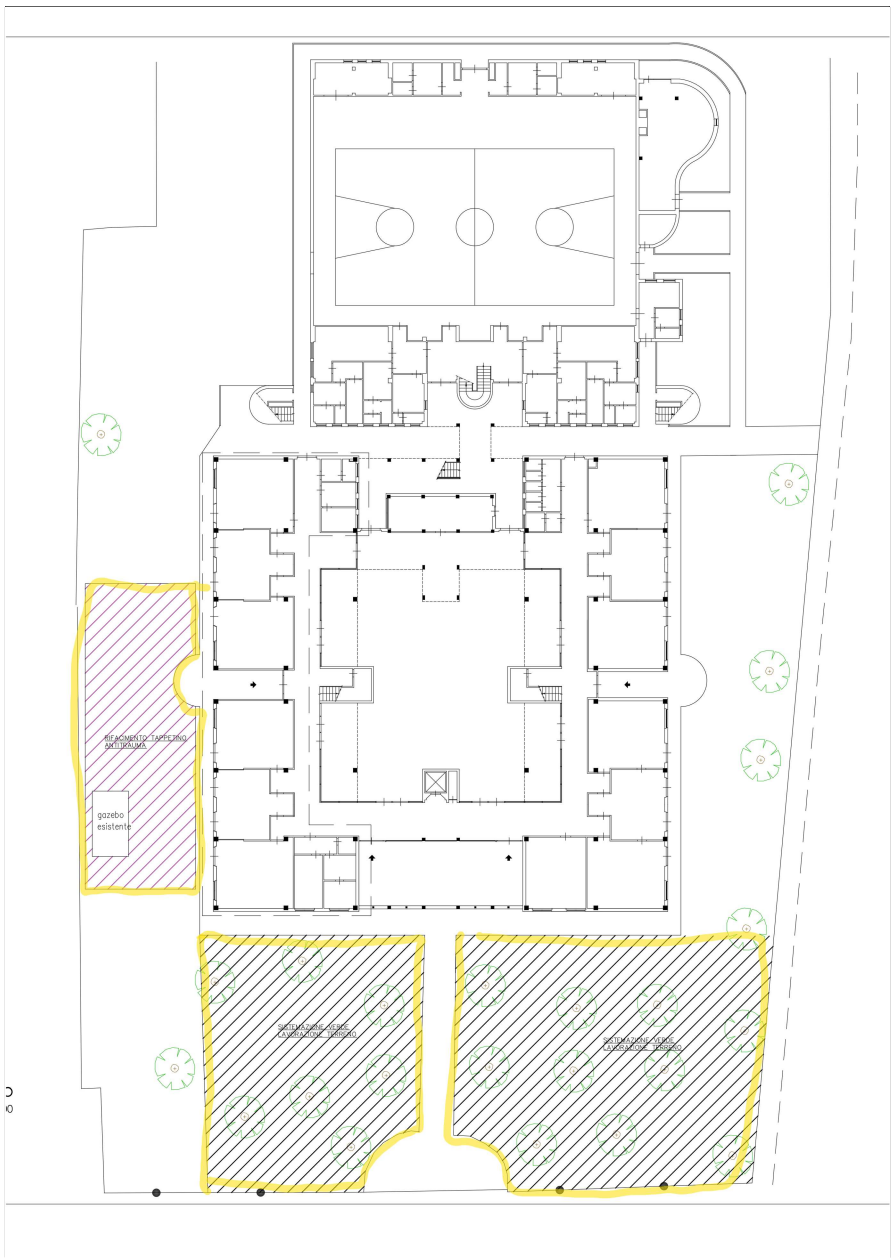 RIFACIMENTO TAPPETINO
ANTITRAUMA
gazebo
esistente
SISTEMAZIONE VERDE
LAVORAZIONE TERRENO
SISTEMAZIONE VERDE
LAVORAZIONE TERRENO